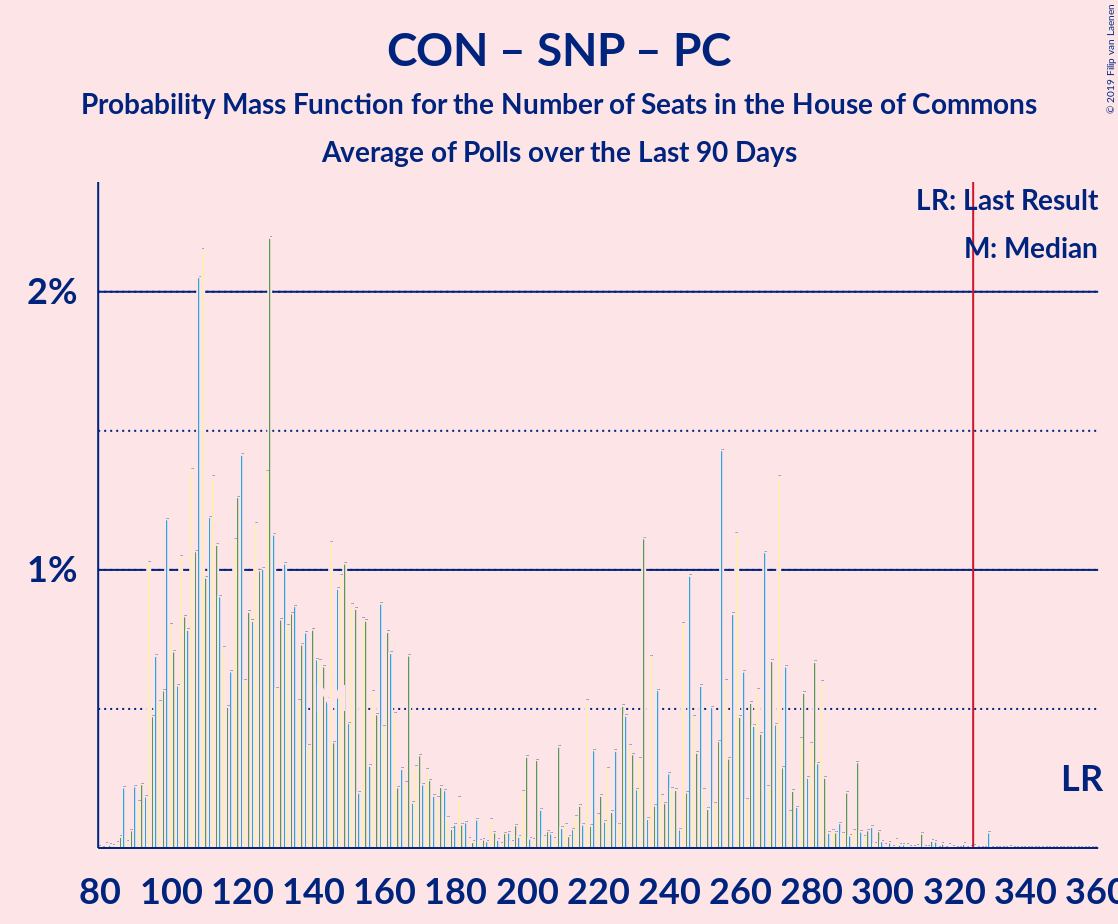 CON – SNP – PC
Probability Mass Function for the Number of Seats in the House of Commons
Average of Polls over the Last 90 Days
© 2019 Filip van Laenen
LR: Last Result
M: Median
2%
1%
M
LR
80 100 120 140 160 180 200 220 240 260 280 300 320 340 360